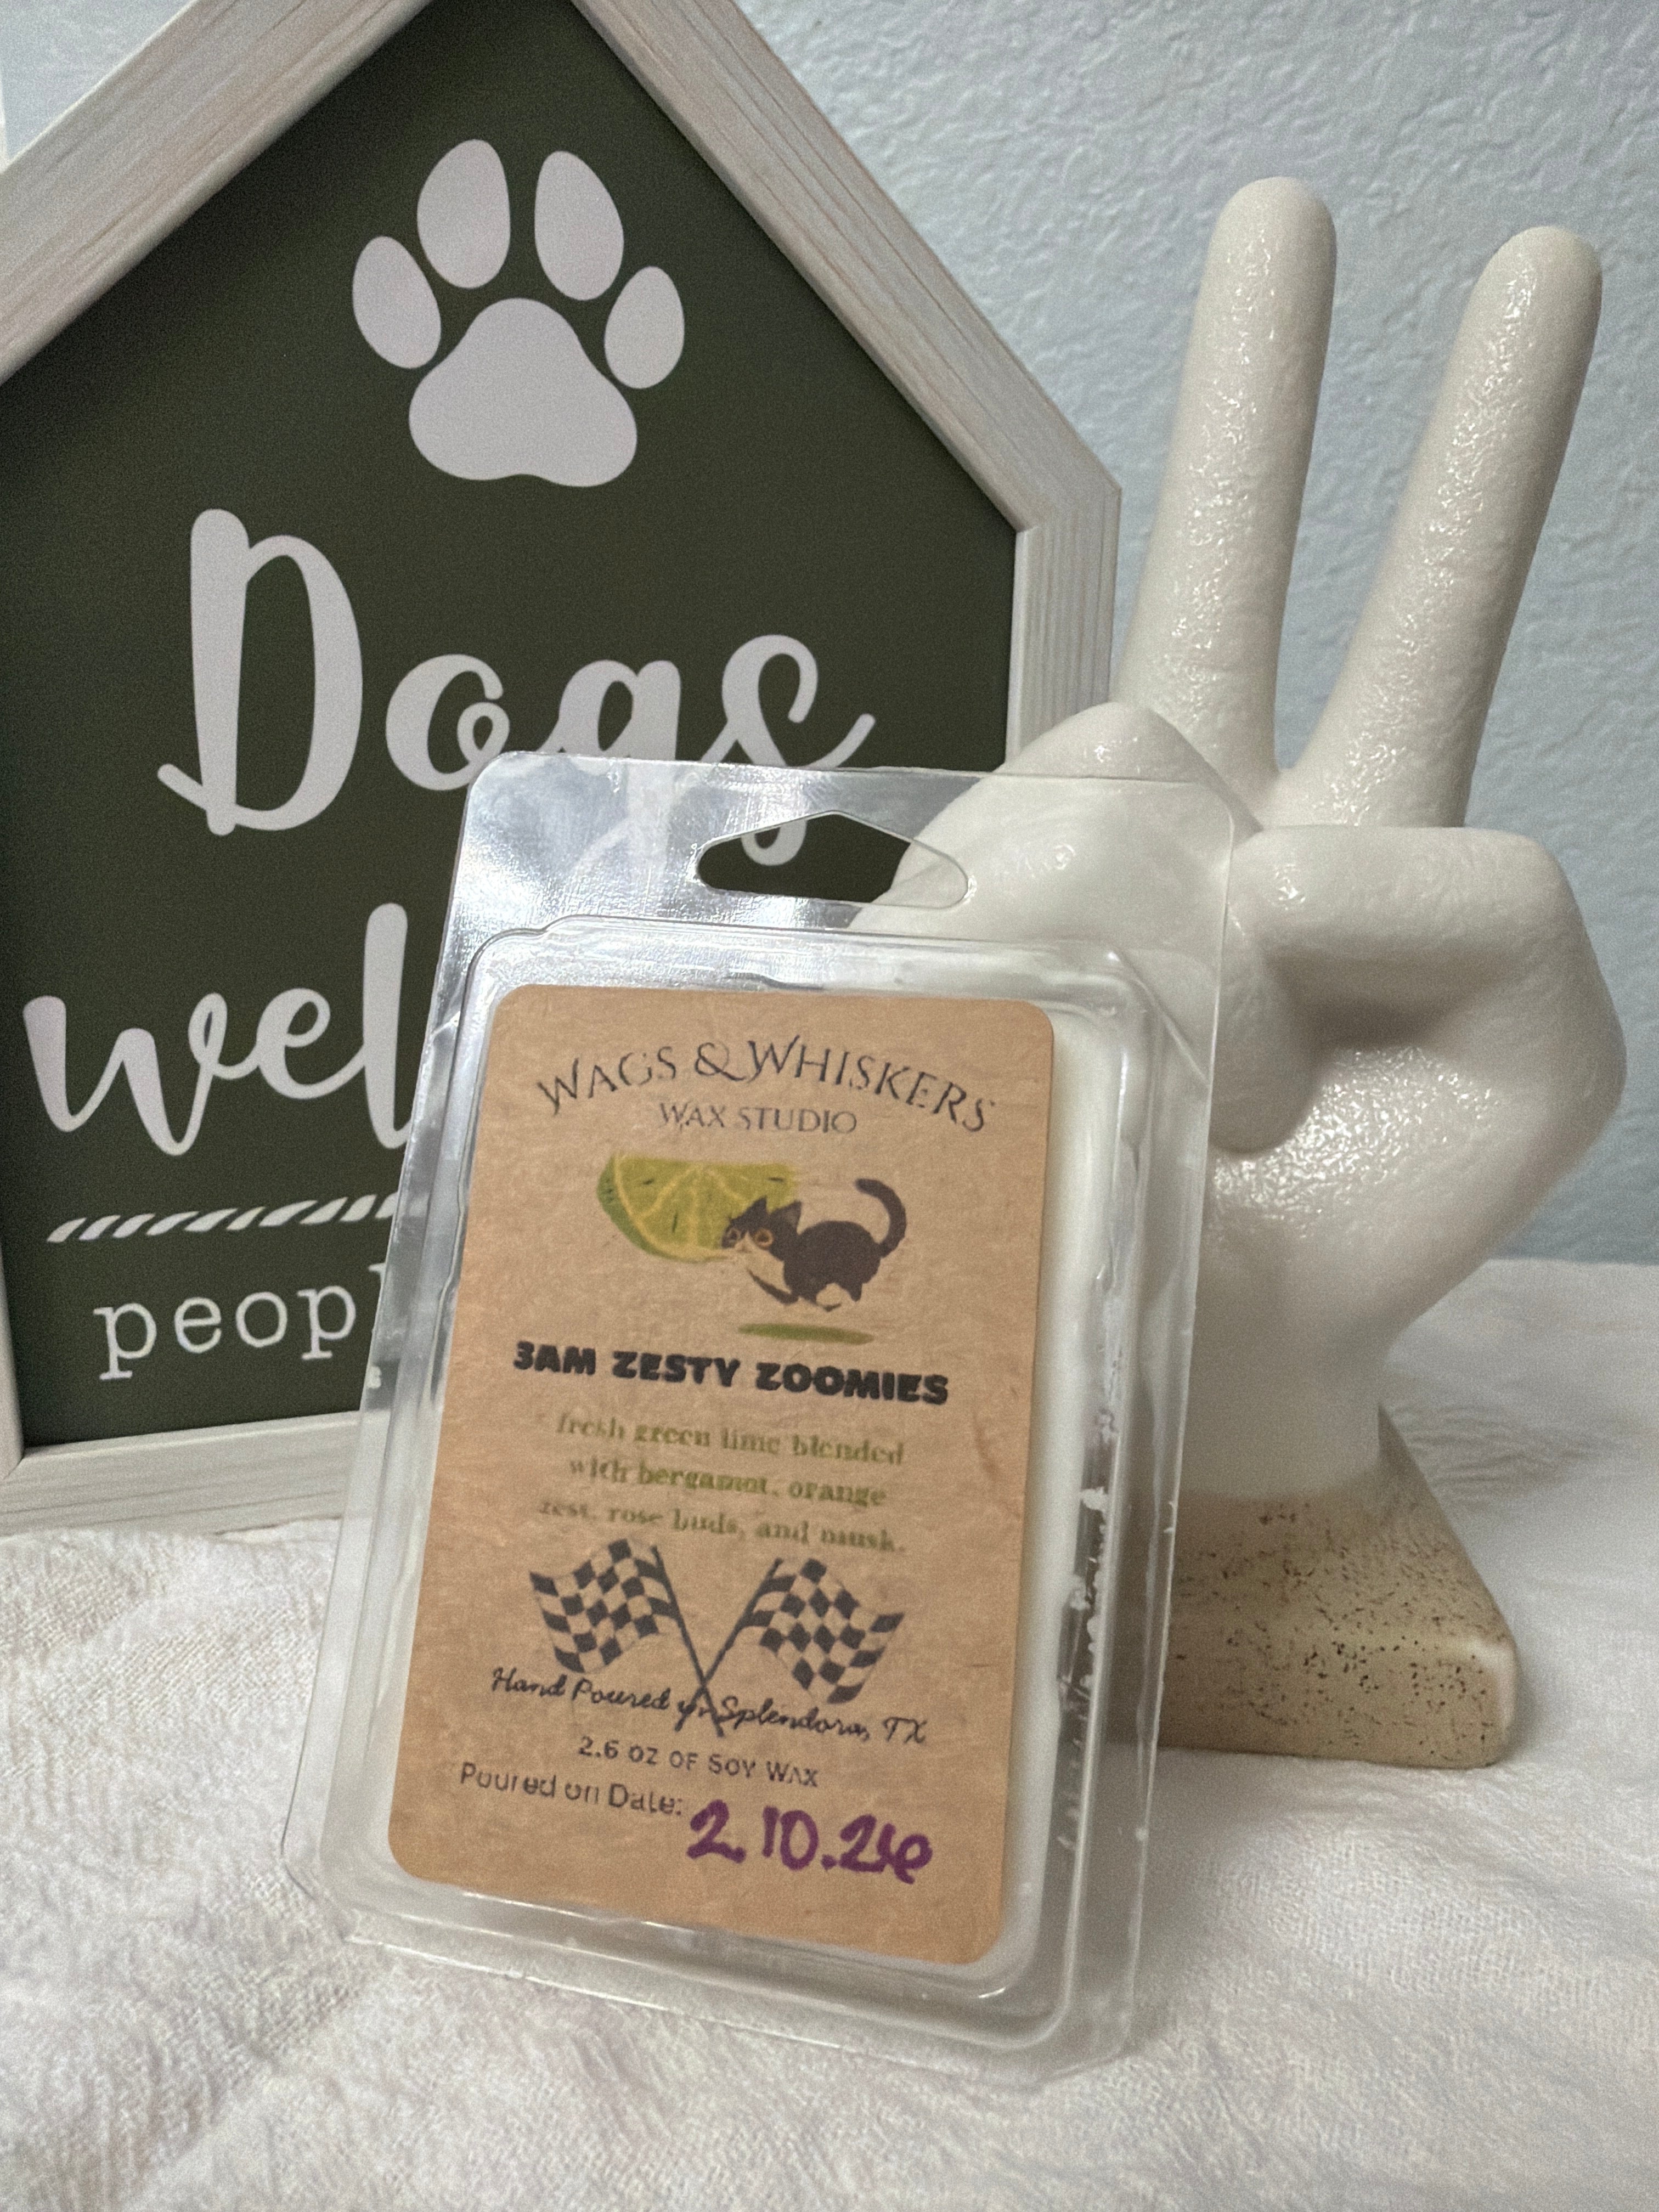 Dogs
wel
peop
WAGS & WHISKERS
WAX STUDIO
3AM ZESTY ZOOMIES
fresh green lime blended
with bergamot, orange
zest, rose buds, and musk.
Hand Poured in Splendora, TX
2.6 OZ OF SOY WAX
Poured on Date: 2.10.26